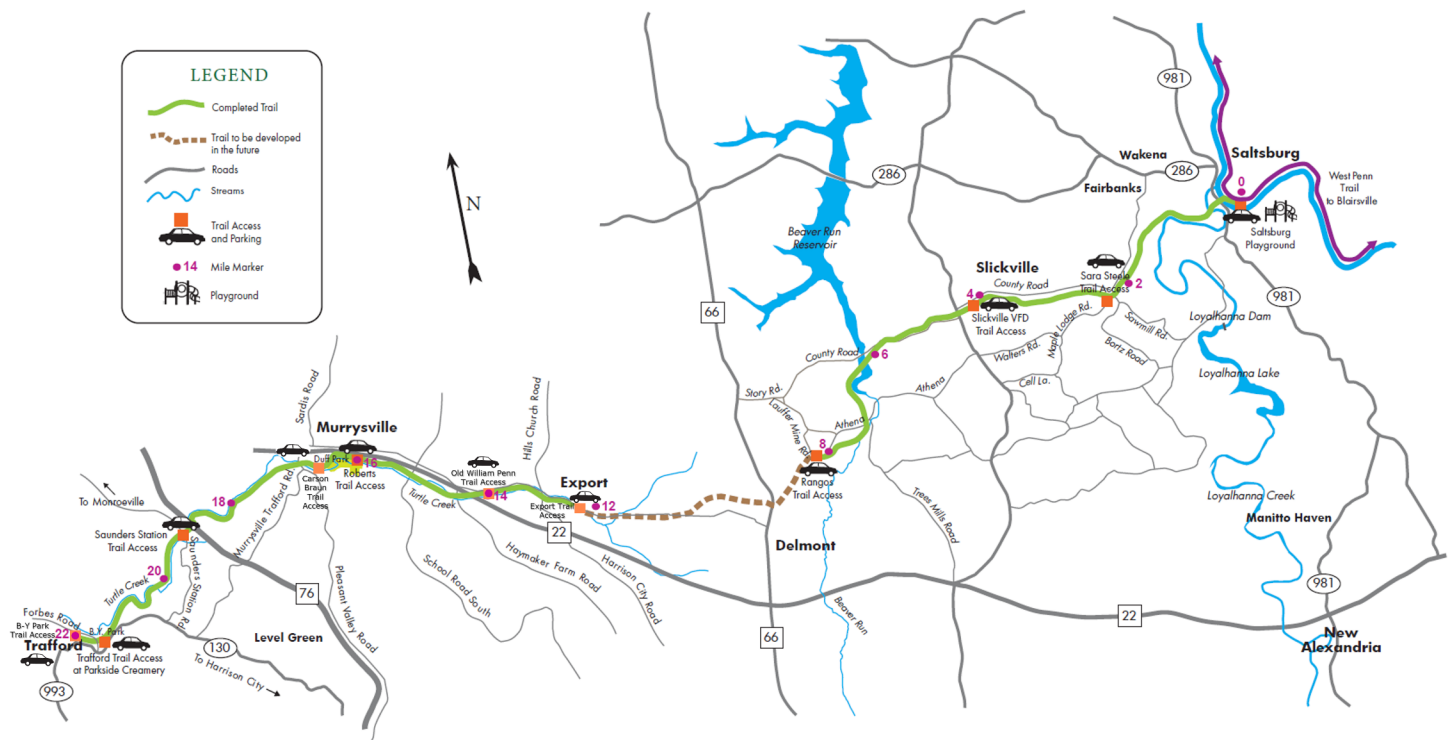 LEGEND
Completed Trail
Trail to be developed
in the future
Roads
Streams
Trail Access
and Parking
14 Mile Marker
Playground
N
981
Wakena
286
Saltsburg
0
West Penn
Trail
to Blairsville
Fairbanks
286
Saltsburg
Playground
Beaver Run
Reservoir
Slickville
4
County Road
Sara Steele
Trail Access
2
981
66
Slickville VFD
Trail Access
Maple Lodge Rd.
Sawmill Rd.
Loyalhanna Dam
Walters Rd.
Bortz Road
County Road
6
Loyalhanna Lake
Cell La.
Athena
Story Rd.
Lauffer Mine Rd.
Athena
8
Rangos
Trail Access
Sardis Road
Hills Church Road
Murrysville
Duff Park
16
Roberts
Trail Access
Carson
Braun
Trail
Access
Old William Penn
Trail Access
14
Turtle Creek
Export
Export Trail
Access
12
22
Trees Mills Road
Loyalhanna Creek
Manitto Haven
To Monroeville
18
Murrysville Trafford Rd.
Saunders Station
Trail Access
Saunders Station Rd.
Delmont
20
Turtle Creek
76
Pleasant Valley Road
School Road South
Haymaker Farm Road
Harrison City Road
981
22
Beaver Run
66
New
Alexandria
Forbes Road
B-Y Park
Trail Access
22
B-Y Park
Trafford
Trafford Trail Access
at Parkside Creamery
Level Green
130
To Harrison City
993